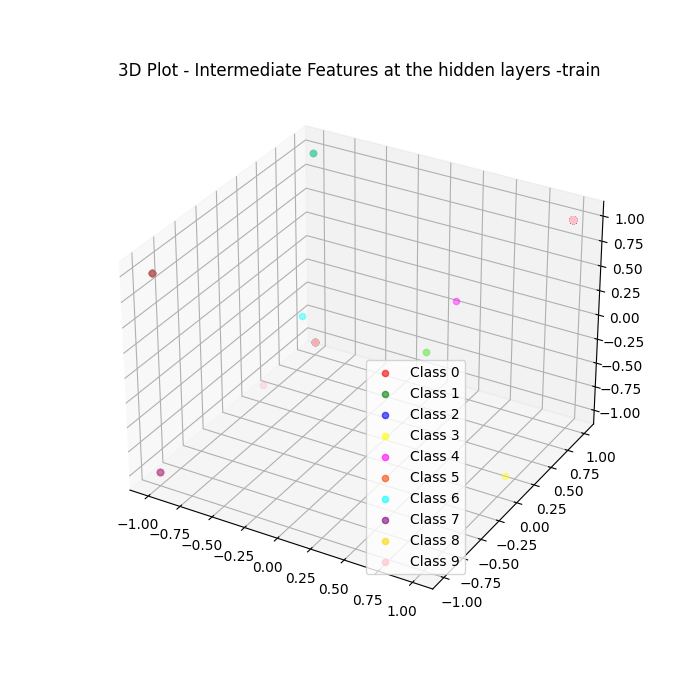 3D Plot - Intermediate Features at the hidden layers -train
1.00
0.75
0.50
0.25
0.00
−0.25
−0.50
−0.75
−1.00
1.00
0.75
0.50
0.25
0.00
−0.25
−0.50
−0.75
−1.00
−1.00
−0.75
−0.50
−0.25
0.00
0.25
0.50
0.75
1.00
Class 0
Class 1
Class 2
Class 3
Class 4
Class 5
Class 6
Class 7
Class 8
Class 9